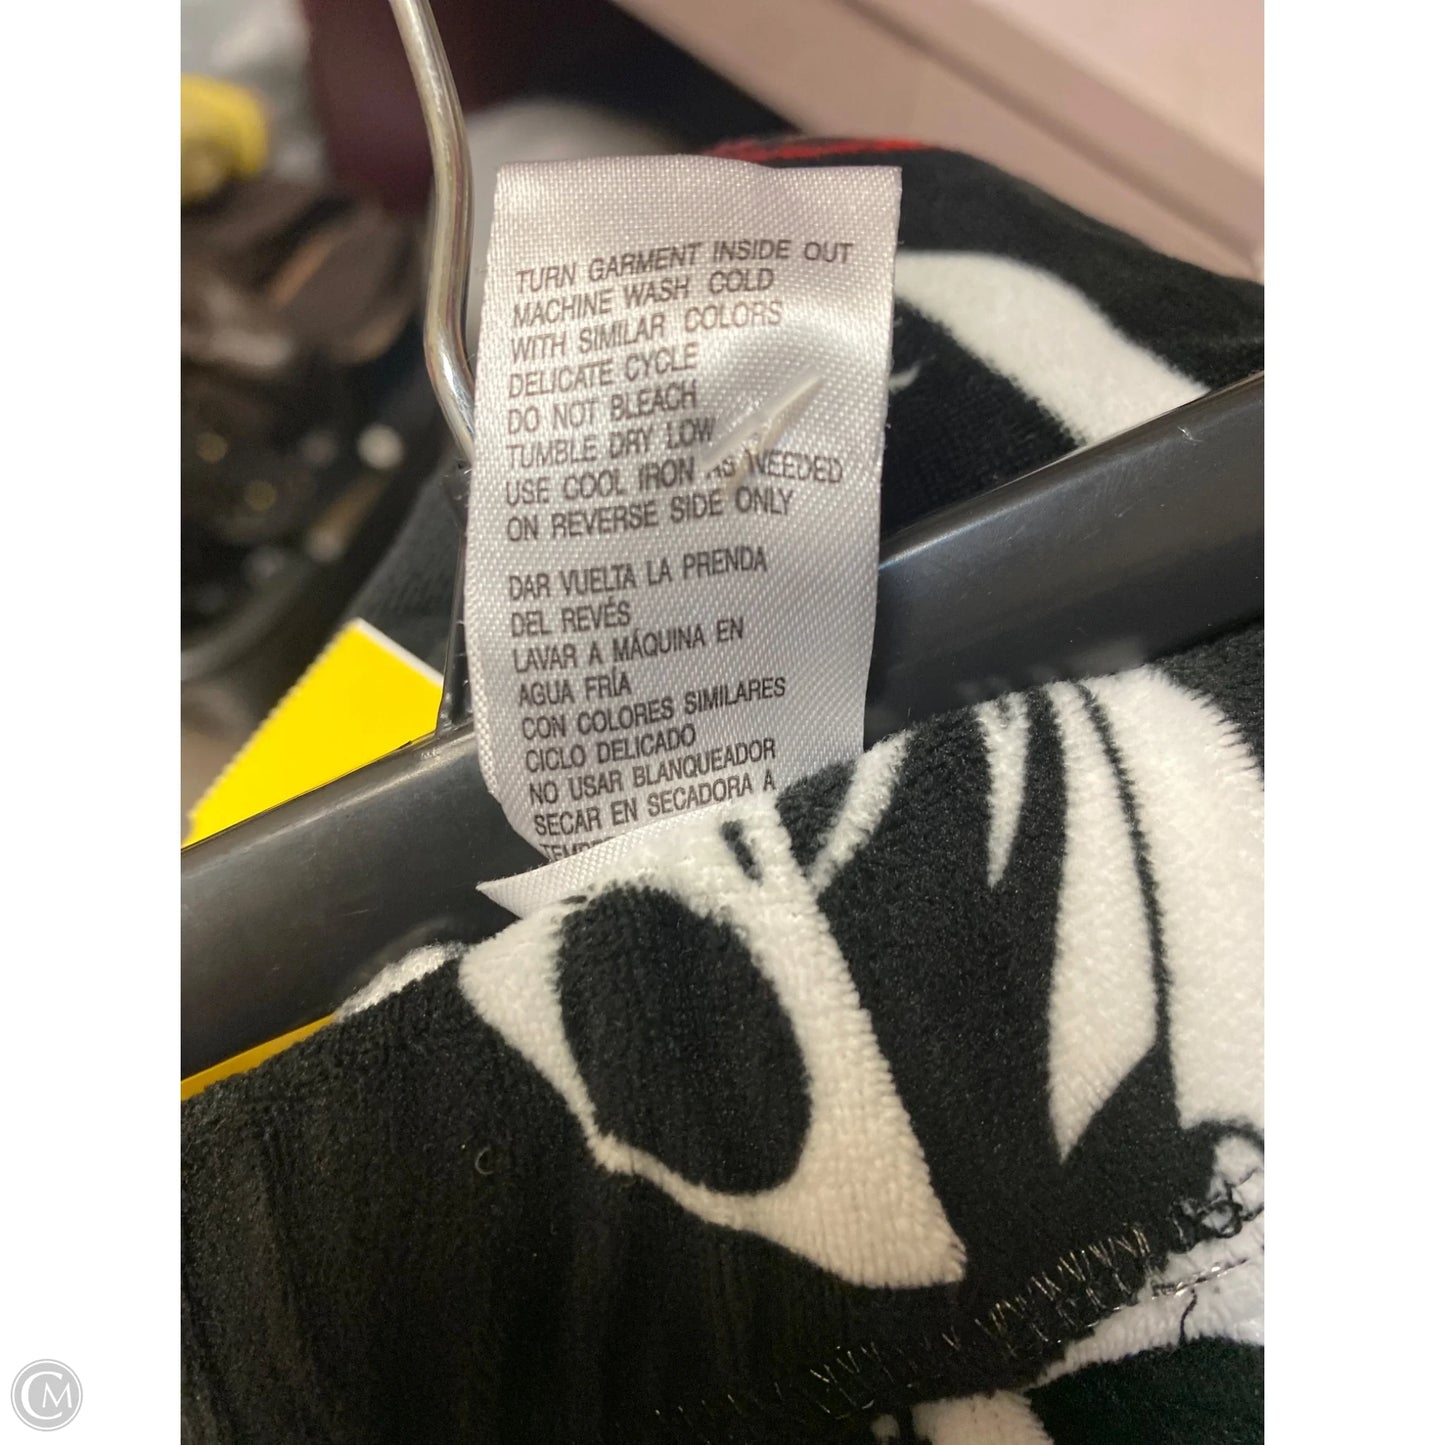 TURN GARMENT INSIDE OUT
MACHINE WASH COLD
WITH SIMILAR COLORS
DELICATE CYCLE
DO NOT BLEACH
TUMBLE DRY LOW
USE COOL IRON AS NEEDED
ON REVERSE SIDE ONLY
DAR VUELTA LA PRENDA
DEL REVÉS
LAVAR A MÁQUINA EN
AGUA FRÍA
CON COLORES SIMILARES
CICLO DELICADO
NO USAR BLANQUEADOR
SECAR EN SECADORA A
CM